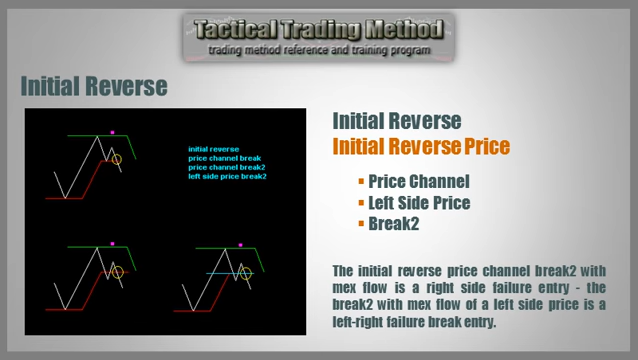 Tactical Trading Method
trading method reference and training program
Initial Reverse
initial reverse
price channel break
price channel break2
left side price break2
Initial Reverse
Initial Reverse Price
Price Channel
Left Side Price
Break2
The initial reverse price channel break2 with
mex flow is a right side failure entry - the
break2 with mex flow of a left side price is a
left-right failure break entry.